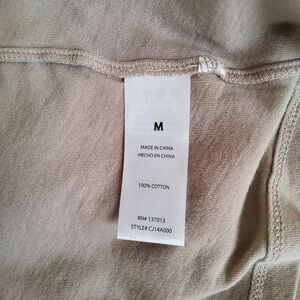 M
MADE IN CHINA
HECHO EN CHINA
100% COTTON
RN# 137013
STYLE# CJ14A000